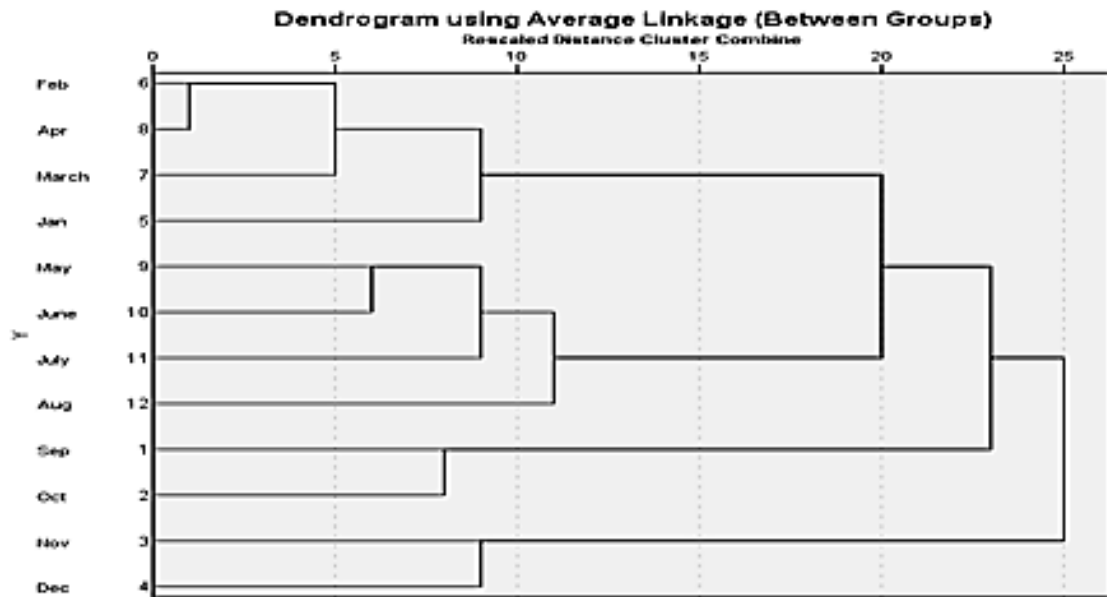 Dendrogram using Average Linkage (Between Groups)
Rescaled Distance Cluster Combine
0 5 10 15 20 25
Feb 6
Apr 8
March 7
Jan 5
May 9
June 10
July 11
Aug 12
Sep 1
Oct 2
Nov 3
Dec 4
Y